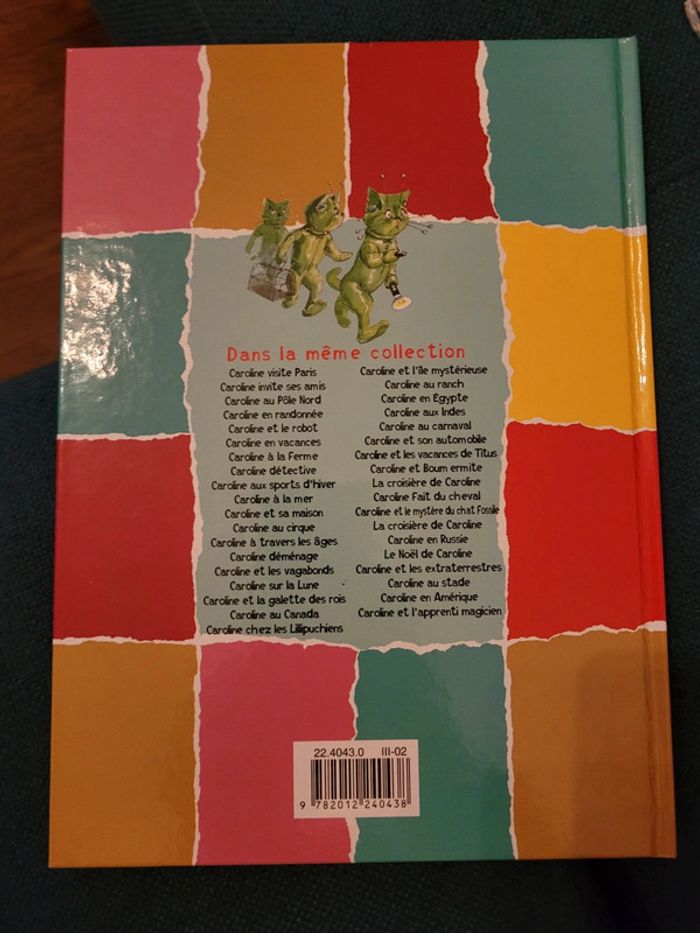 Dans la même collection
Caroline visite Paris
Caroline invite ses amis
Caroline au Pôle Nord
Caroline en randonnée
Caroline et le robot
Caroline en vacances
Caroline à la Ferme
Caroline détective
Caroline aux sports d'hiver
Caroline à la mer
Caroline et sa maison
Caroline au cirque
Caroline à travers les âges
Caroline déménage
Caroline et les vagabonds
Caroline sur la Lune
Caroline et la galette des rois
Caroline au Canada
Caroline chez les Lillipuchiens
Caroline et l'île mystérieuse
Caroline au ranch
Caroline en Égypte
Caroline aux Indes
Caroline au carnaval
Caroline et son automobile
Caroline et les vacances de Titus
Caroline et Boum ermite
La croisière de Caroline
Caroline Fait du cheval
Caroline et le mystère du chat Fossile
La croisière de Caroline
Caroline en Russie
Le Noël de Caroline
Caroline et les extraterrestres
Caroline au stade
Caroline en Amérique
Caroline et l'apprenti magicien
22.4043.0 III-02
9 782012 240438